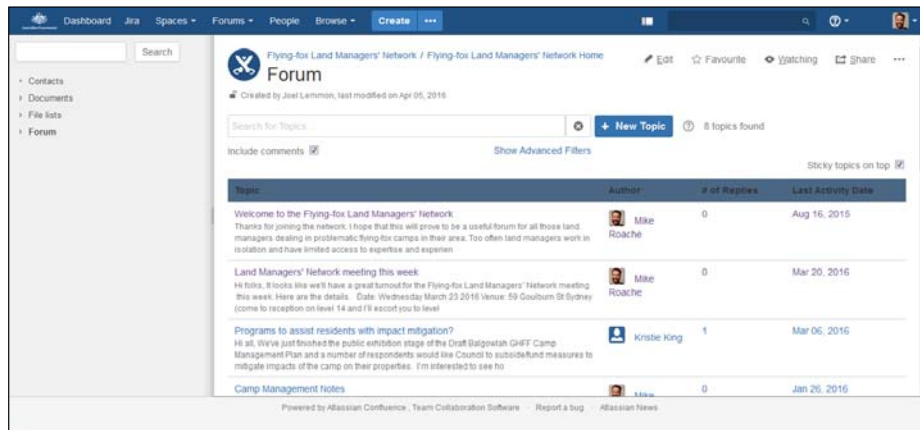 Dashboard Jira Spaces Forums People Browse Create ...
Search
Contacts
Documents
File lists
Forum
Flying-fox Land Managers' Network / Flying-fox Land Managers' Network Home
Edit Favourite Watching Share ...
Forum
Created by Joel Lemmon, last modified on Apr 05, 2016
Search for Topics...
+ New Topic 8 topics found
Include comments
Show Advanced Filters
Sticky topics on top
Topic Author # of Replies Last Activity Date
Welcome to the Flying-fox Land Managers' Network
Thanks for joining the network. I hope that this will prove to be a useful forum for all those land
managers dealing in problematic flying-fox camps in their area. Too often land managers work in
isolation and have limited access to expertise and experien
Mike
Roache
0
Aug 16, 2015
Land Managers' Network meeting this week
Hi folks, It looks like we'll have a great turnout for the Flying-fox Land Managers' Network meeting
this week. Here are the details. Date: Wednesday March 23 2016 Venue: 59 Goulburn St Sydney
(come to reception on level 14 and I'll escort you to level
Mike
Roache
0
Mar 20, 2016
Programs to assist residents with impact mitigation?
Hi all, We've just finished the public exhibition stage of the Draft Balgowlah GHFF Camp
Management Plan and a number of respondents would like Council to subside/fund measures to
mitigate impacts of the camp on their properties. I'm interested to see ho
Kristie King
1
Mar 06, 2016
Camp Management Notes
Mike
0
Jan 26, 2016
Powered by Atlassian Confluence, Team Collaboration Software · Report a bug · Atlassian News